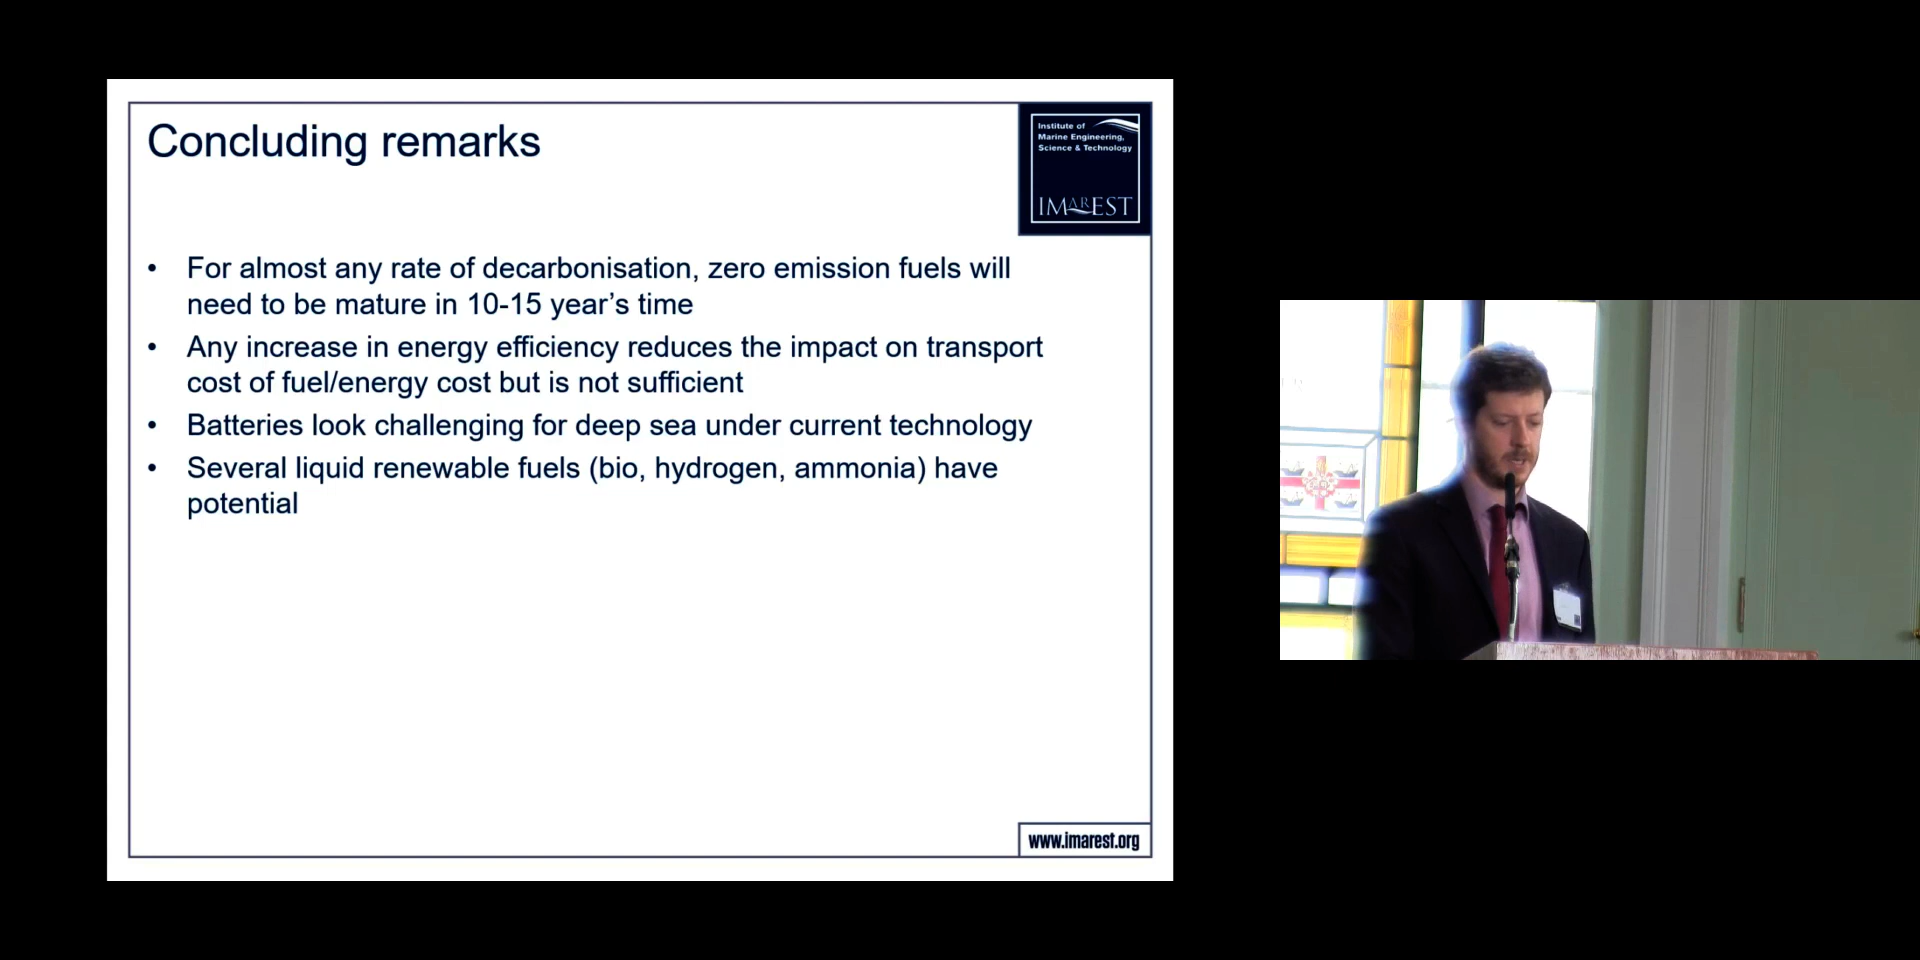 Concluding remarks
Institute of
Marine Engineering,
Science & Technology
IMAREST
• For almost any rate of decarbonisation, zero emission fuels will
need to be mature in 10-15 year’s time
• Any increase in energy efficiency reduces the impact on transport
cost of fuel/energy cost but is not sufficient
• Batteries look challenging for deep sea under current technology
• Several liquid renewable fuels (bio, hydrogen, ammonia) have
potential
www.imarest.org